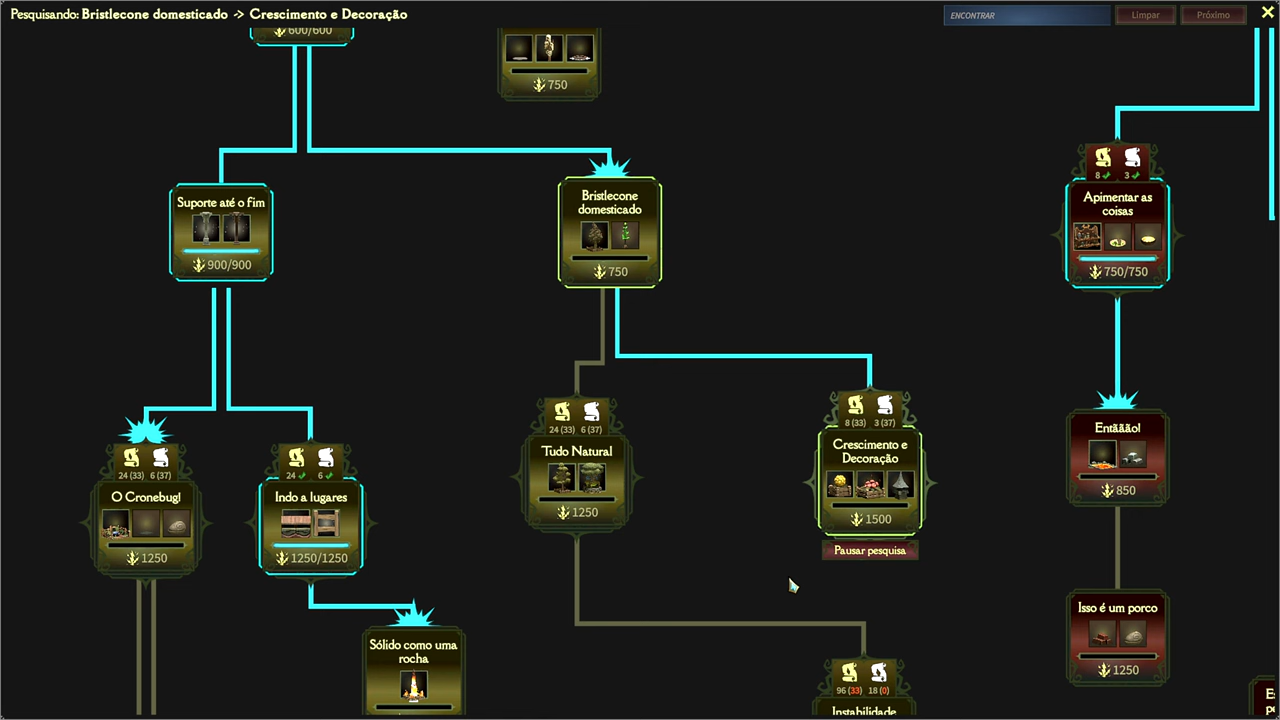 Pesquisando: Bristlecone domesticado -> Crescimento e Decoração
ENCONTRAR
Limpar
Próximo
600/600
750
8 3
Apimentar as
coisas
750/750
Suporte até o fim
900/900
Bristlecone
domesticado
750
24 (33) 6 (37)
Tudo Natural
1250
8 (33) 3 (37)
Crescimento e
Decoração
1500
Pausar pesquisa
Entãããoǃ
850
24 (33) 6 (37)
O Cronebug!
1250
24 6
Indo a lugares
1250/1250
Isso é um porco
1250
Sólido como uma
rocha
96 (33) 18 (0)
Instabilidade